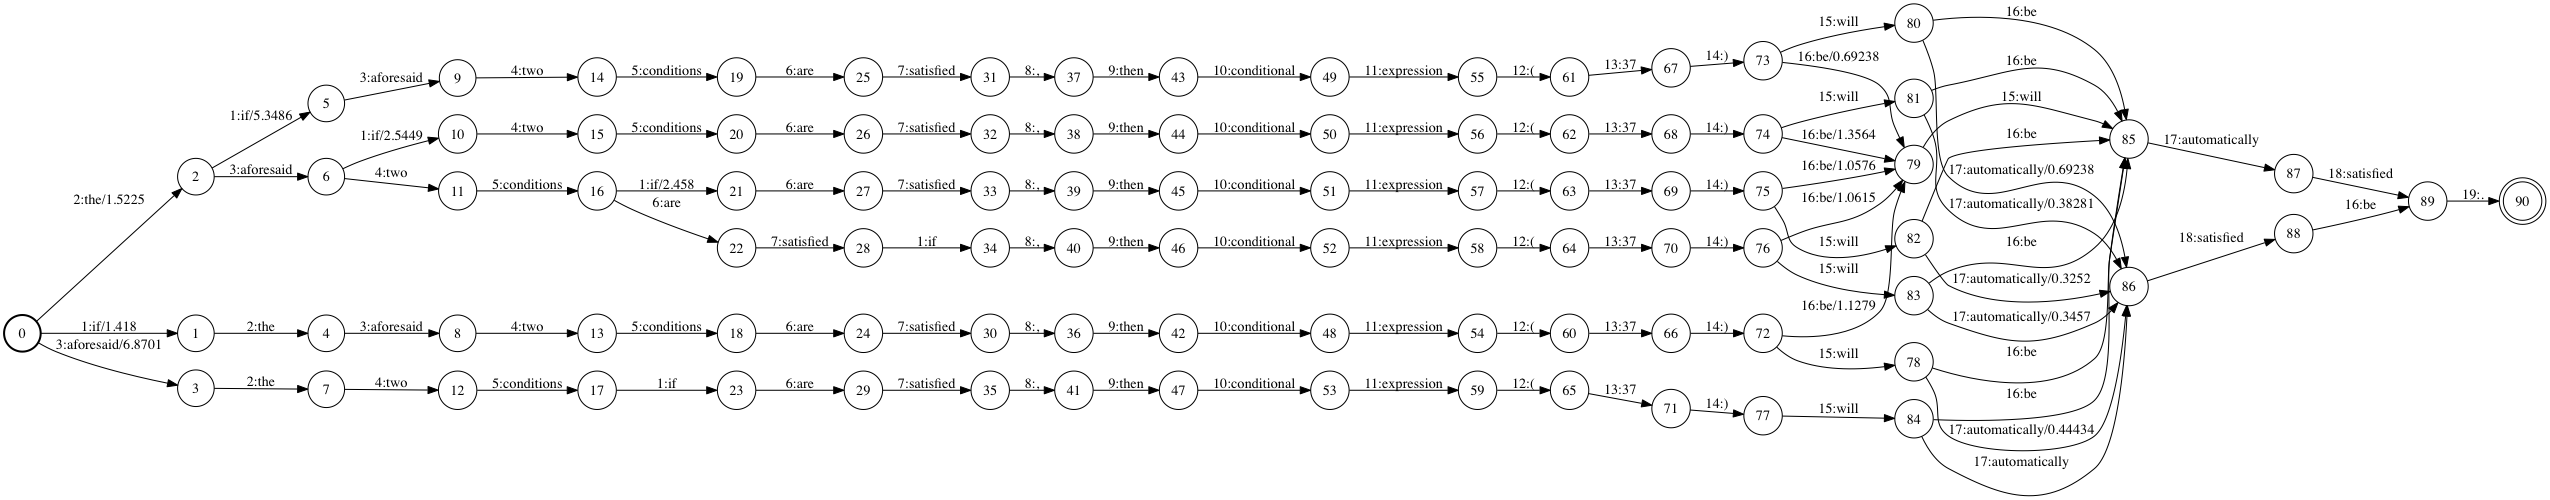 80
16:be
15:will
3:aforesaid 9 4:two 14 5:conditions 19 6:are 25 7:satisfied 31 8:, 37 9:then 43 10:conditional 49 11:expression 55 12:( 61 13:37 67 14:) 73 16:be/0.69238
5 1:if/5.3486
81 16:be
15:will 15:will
1:if/2.5449 10 4:two 15 5:conditions 20 6:are 26 7:satisfied 32 8:, 38 9:then 44 10:conditional 50 11:expression 56 12:( 62 13:37 68 14:) 74 16:be/1.3564 16:be 85 17:automatically
79
2 3:aforesaid 6 4:two 16:be/1.0576 17:automatically/0.69238 87 18:satisfied
11 5:conditions 16 1:if/2.458 21 6:are 27 7:satisfied 33 8:, 39 9:then 45 10:conditional 51 11:expression 57 12:( 63 13:37 69 14:) 75 16:be/1.0615
2:the/1.5225 6:are 17:automatically/0.38281 16:be 89 19:. 90
22 7:satisfied 28 1:if 34 8:, 40 9:then 46 10:conditional 52 11:expression 58 12:( 64 13:37 70 14:) 76 15:will 82 16:be 18:satisfied 88
15:will 17:automatically/0.3252
83 86
16:be/1.1279 17:automatically/0.3457
0 1:if/1.418 1 2:the 4 3:aforesaid 8 4:two 13 5:conditions 18 6:are 24 7:satisfied 30 8:, 36 9:then 42 10:conditional 48 11:expression 54 12:( 60 13:37 66 14:) 72
3:aforesaid/6.8701 15:will 78 16:be
3 2:the 7 4:two 12 5:conditions 17 1:if 23 6:are 29 7:satisfied 35 8:, 41 9:then 47 10:conditional 53 11:expression 59 12:( 65 13:37 71 14:) 77 15:will 84 16:be
17:automatically/0.44434
17:automatically